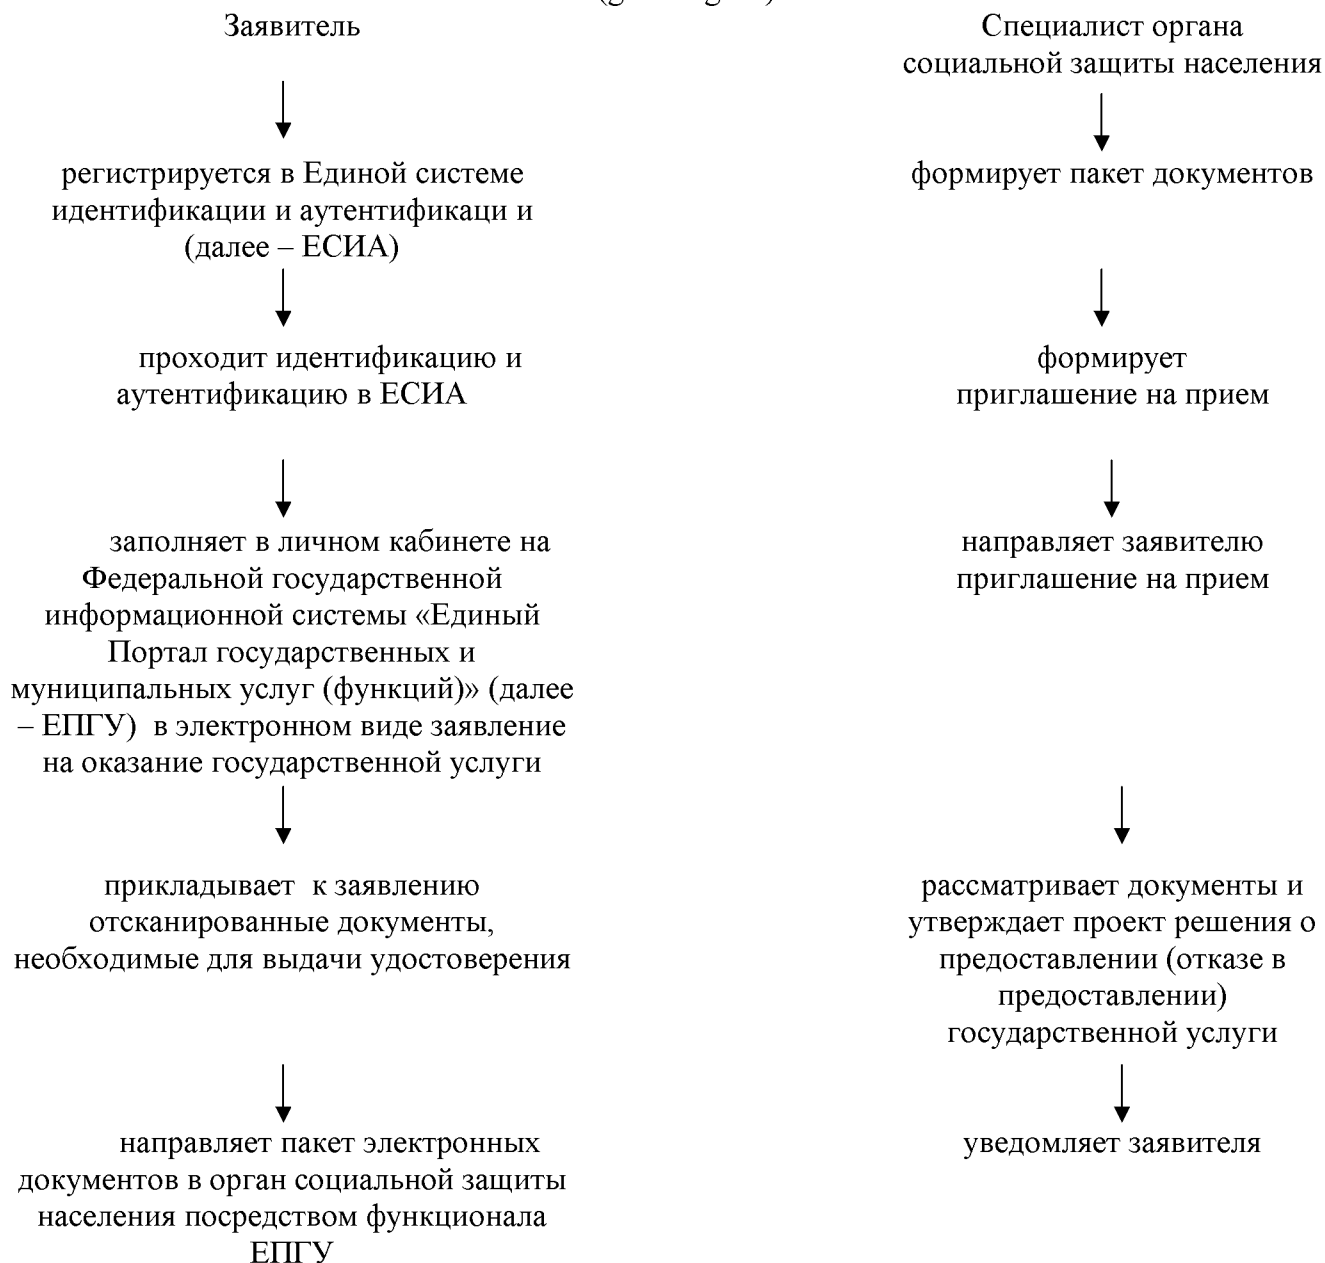 Заявитель
регистрируется в Единой системе
идентификации и аутентификаци и
(далее – ЕСИА)
проходит идентификацию и
аутентификацию в ЕСИА
заполняет в личном кабинете на
Федеральной государственной
информационной системы «Единый
Портал государственных и
муниципальных услуг (функций)» (далее
– ЕПГУ)  в электронном виде заявление
на оказание государственной услуги
прикладывает  к заявлению
отсканированные документы,
необходимые для выдачи удостоверения
направляет пакет электронных
документов в орган социальной защиты
населения посредством функционала
ЕПГУ
Специалист органа
социальной защиты населения
формирует пакет документов
формирует
приглашение на прием
направляет заявителю
приглашение на прием
рассматривает документы и
утверждает проект решения о
предоставлении (отказе в
предоставлении)
государственной услуги
уведомляет заявителя